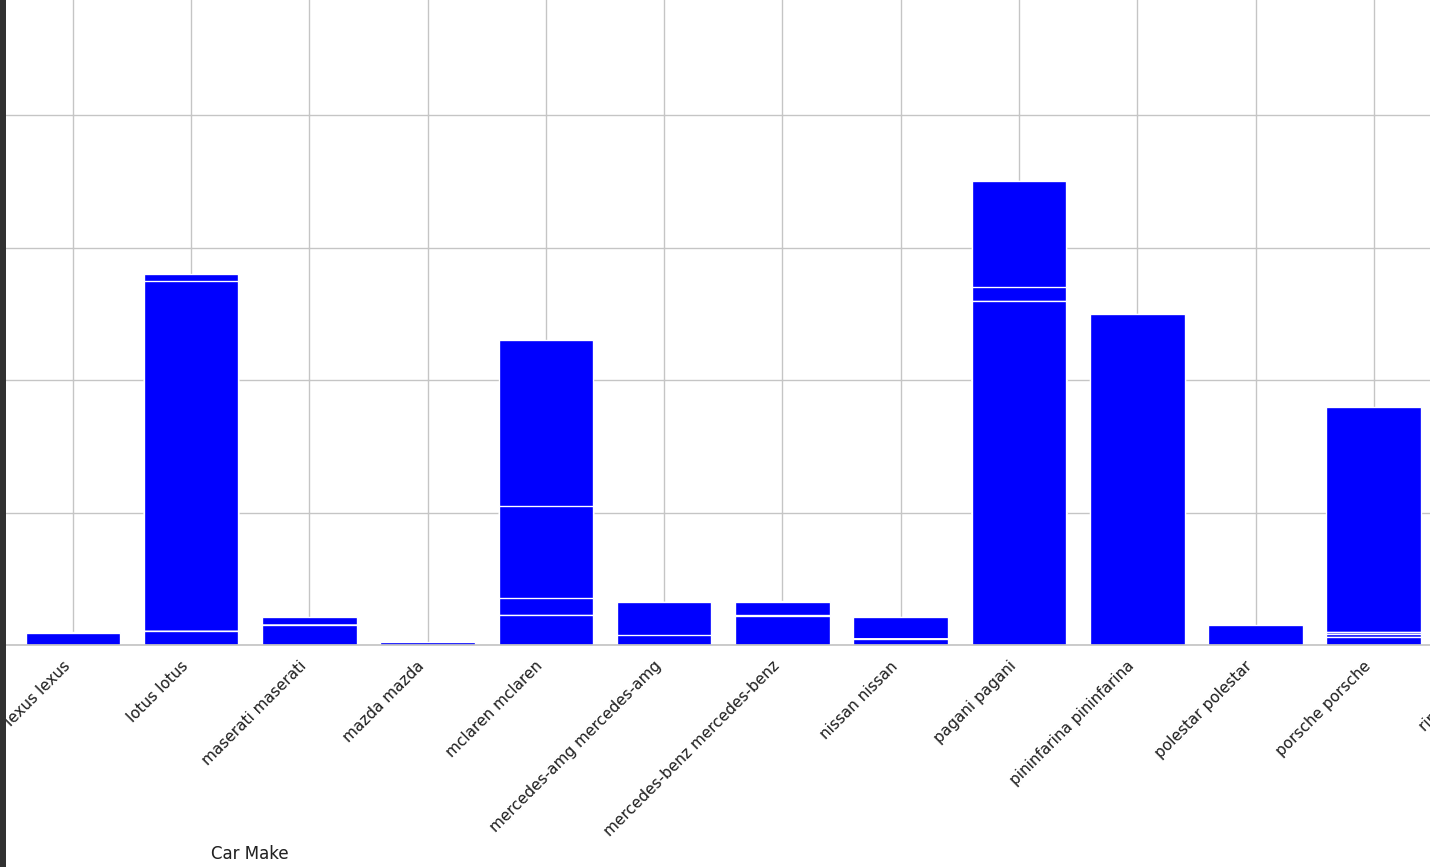 lexus lexus
lotus lotus
maserati maserati
mazda mazda
mclaren mclaren
mercedes-amg mercedes-amg
mercedes-benz mercedes-benz
nissan nissan
pagani pagani
pininfarina pininfarina
polestar polestar
porsche porsche
Car Make